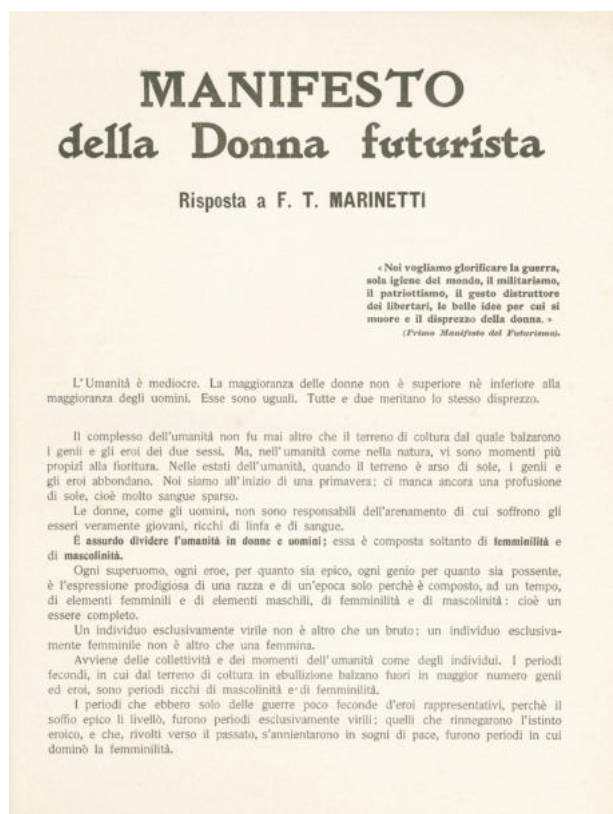 MANIFESTO
della Donna futurista
Risposta a F. T. MARINETTI
« Noi vogliamo glorificare la guerra,
sola igiene del mondo, il militarismo,
il patriottismo, il gesto distruttore
dei libertari, le belle idee per cui si
muore e il disprezzo della donna. »
(Primo Manifesto del Futurismo).
L'Umanità è mediocre. La maggioranza delle donne non è superiore nè inferiore alla
maggioranza degli uomini. Esse sono uguali. Tutte e due meritano lo stesso disprezzo.
Il complesso dell'umanità non fu mai altro che il terreno di coltura dal quale balzarono
i genii e gli eroi dei due sessi. Ma, nell'umanità come nella natura, vi sono momenti più
propizî alla fioritura. Nelle estati dell'umanità, quando il terreno è arso di sole, i genii e
gli eroi abbondano. Noi siamo all'inizio di una primavera; ci manca ancora una profusione
di sole, cioè molto sangue sparso.
Le donne, come gli uomini, non sono responsabili dell'arenamento di cui soffrono gli
esseri veramente giovani, ricchi di linfa e di sangue.
È assurdo dividere l'umanità in donne e uomini; essa è composta soltanto di femminilità e
di mascolinità.
Ogni superuomo, ogni eroe, per quanto sia epico, ogni genio per quanto sia possente,
è l'espressione prodigiosa di una razza e di un'epoca solo perchè è composto, ad un tempo,
di elementi femminili e di elementi maschili, di femminilità e di mascolinità: cioè un
essere completo.
Un individuo esclusivamente virile non è altro che un bruto; un individuo esclusiva-
mente femminile non è altro che una femmina.
Avviene delle collettività e dei momenti dell'umanità come degli individui. I periodi
fecondi, in cui dal terreno di coltura in ebullizione balzano fuori in maggior numero genii
ed eroi, sono periodi ricchi di mascolinità e di femminilità.
I periodi che ebbero solo delle guerre poco feconde d'eroi rappresentativi, perchè il
soffio epico li livellò, furono periodi esclusivamente virili; quelli che rinnegarono l'istinto
eroico, e che, rivolti verso il passato, s'annientarono in sogni di pace, furono periodi in cui
dominò la femminilità.